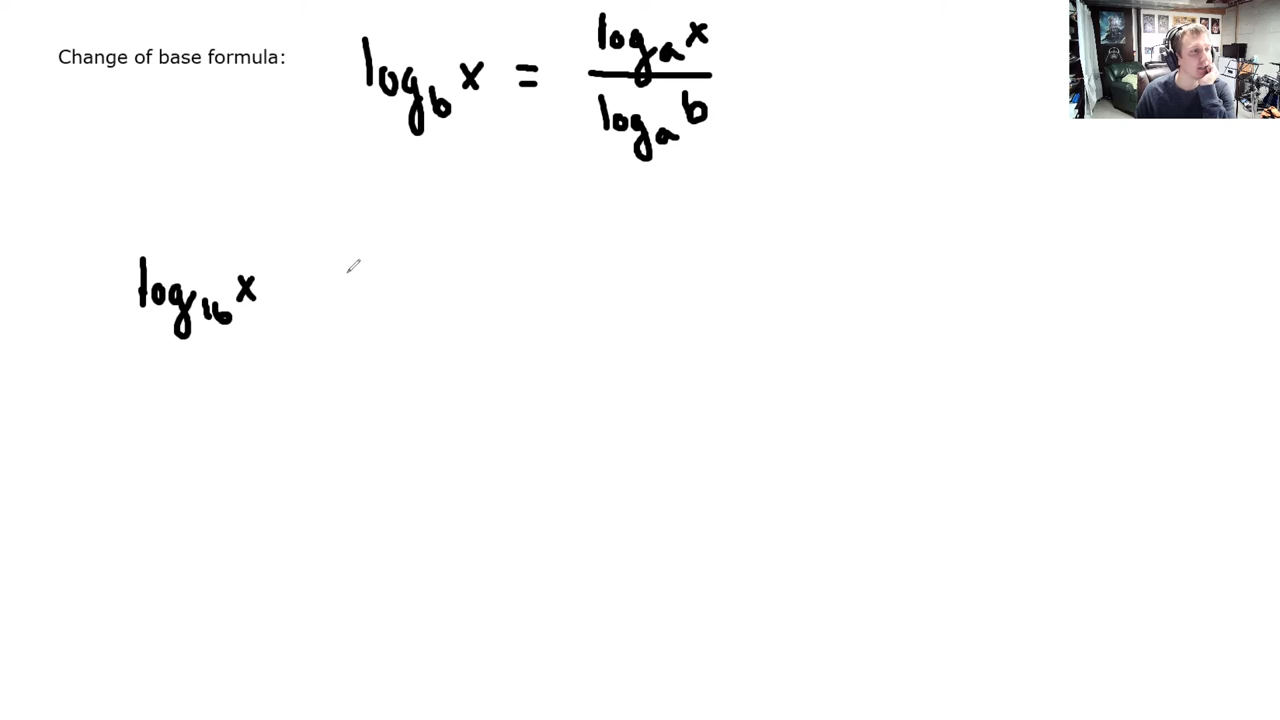 Change of base formula: log_b x = (log_a x)/(log_a b)
log_16 x